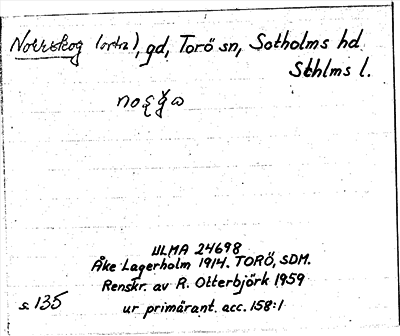 Norrskog (ortn), gd, Torö sn, Sotholms hd
Sthlms l.
ULMA 24698
Åke Lagerholm 1914. TORÖ, SDM.
Renskr. av R. Otterbjörk 1959
s. 135
ur primärant. acc. 158:1